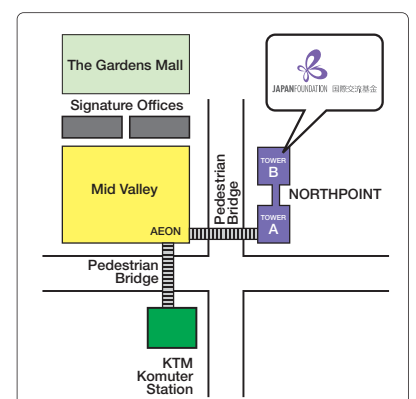 The Gardens Mall
Signature Offices
JAPANFOUNDATION 国際交流基金
Mid Valley
AEON
Pedestrian
Bridge
TOWER
B
NORTHPOINT
TOWER
A
Pedestrian
Bridge
KTM
Komuter
Station